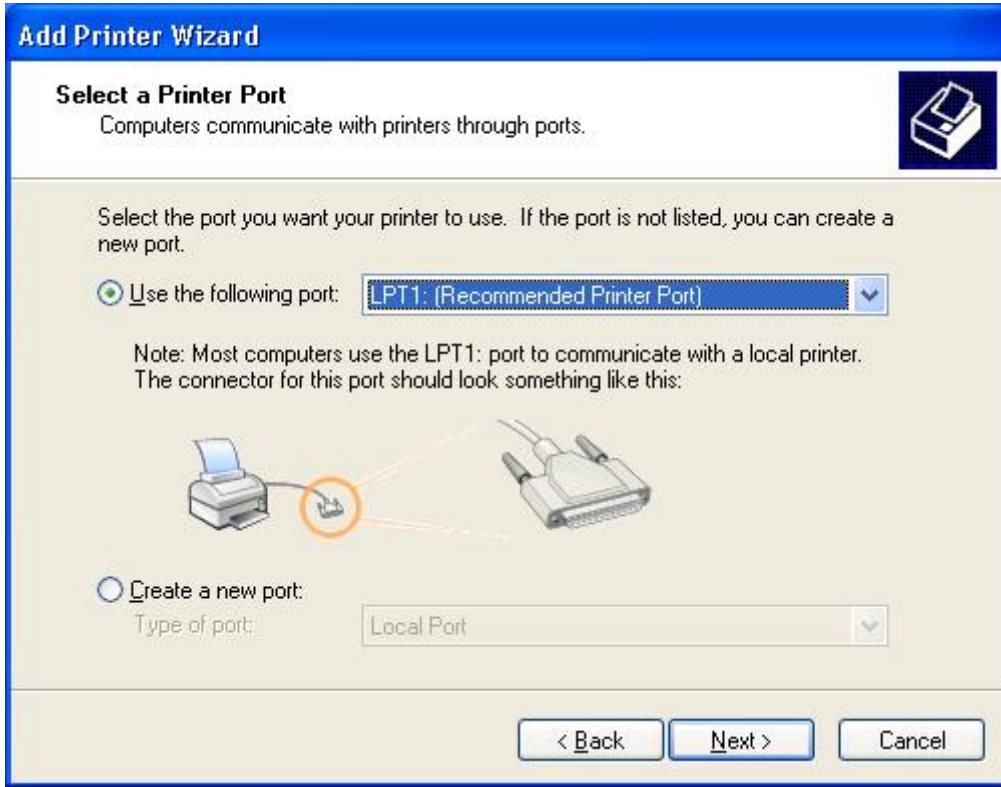 Add Printer Wizard
Select a Printer Port
Computers communicate with printers through ports.
Select the port you want your printer to use. If the port is not listed, you can create a
new port.
Use the following port: LPT1: (Recommended Printer Port)
Note: Most computers use the LPT1: port to communicate with a local printer.
The connector for this port should look something like this:
Create a new port:
Type of port: Local Port
< Back Next > Cancel